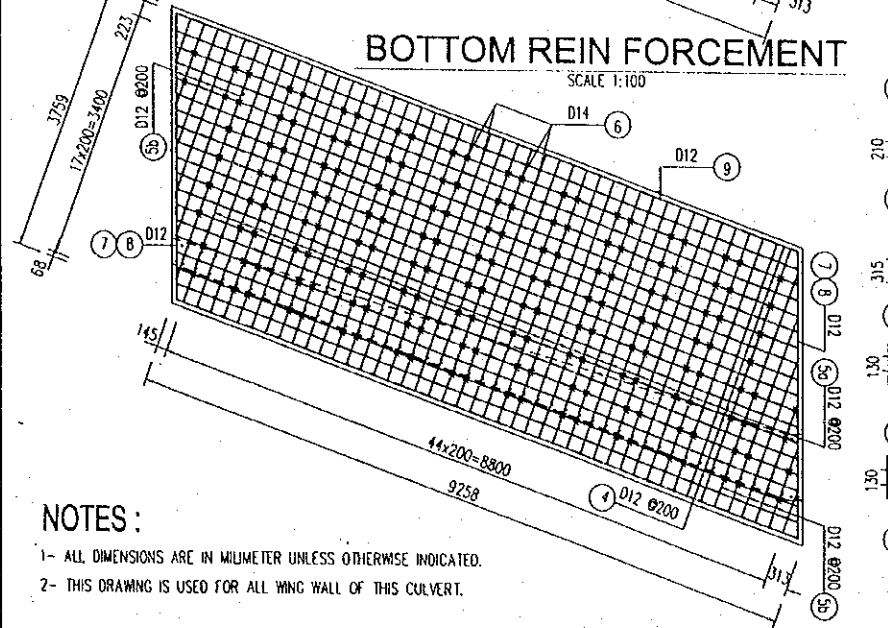 313
BOTTOM REIN FORCEMENT
SCALE 1:100
223
3759
17x200=3400
68
D12 @200
5b
D14
6
D12
9
7
8
D12
7
8
D12
5a
D12 @200
D12 @200
5b
4
D12 @200
145
44x200=8800
9258
313
210
315
130
130
NOTES :
1- ALL DIMENSIONS ARE IN MILIMETER UNLESS OTHERWISE INDICATED.
2- THIS DRAWING IS USED FOR ALL WING WALL OF THIS CULVERT.